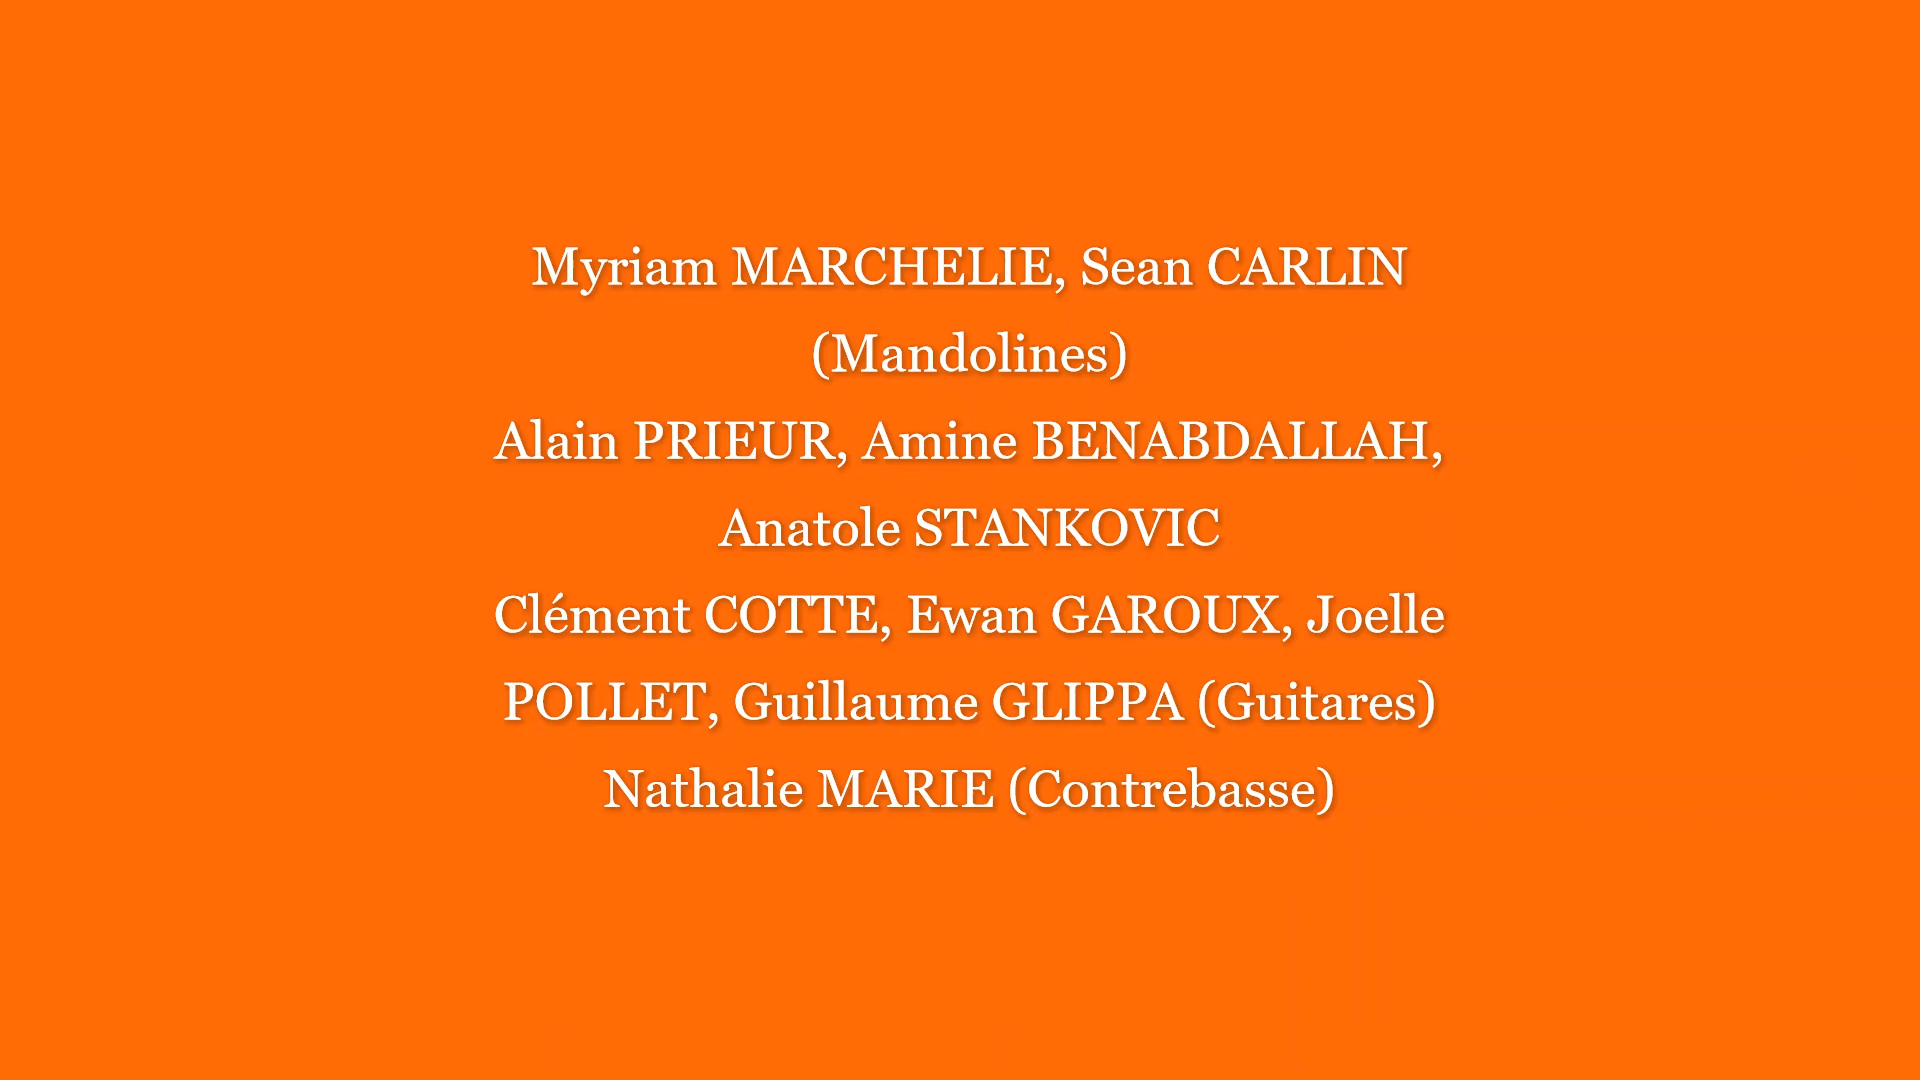 Myriam MARCHELIE, Sean CARLIN
(Mandolines)
Alain PRIEUR, Amine BENABDALLAH,
Anatole STANKOVIC
Clément COTTE, Ewan GAROUX, Joelle
POLLET, Guillaume GLIPPA (Guitares)
Nathalie MARIE (Contrebasse)